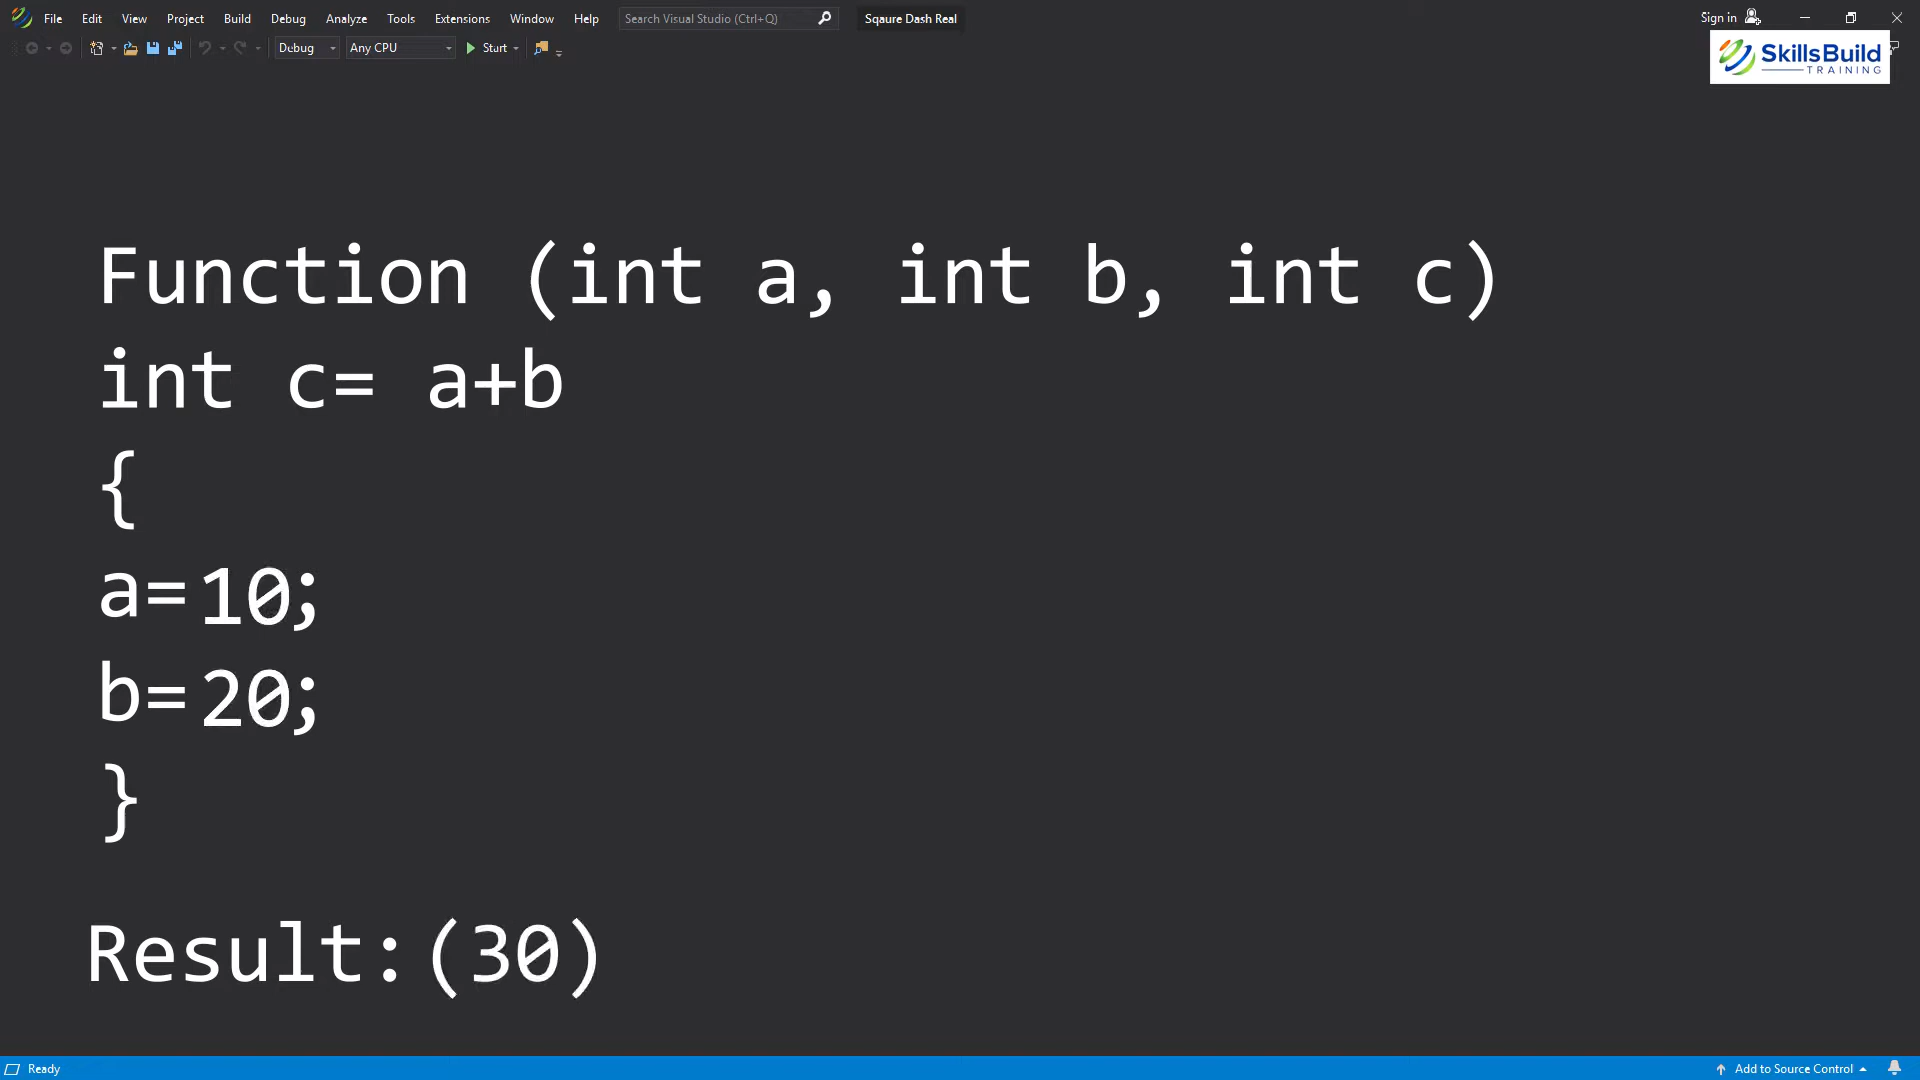 File Edit View Project Build Debug Analyze Tools Extensions Window Help Search Visual Studio (Ctrl+Q) Sqaure Dash Real Sign in
Debug Any CPU Start
SkillsBuild
TRAINING
Function (int a, int b, int c)
int c= a+b
{
a=10;
b=20;
}
Result:(30)
Ready Add to Source Control